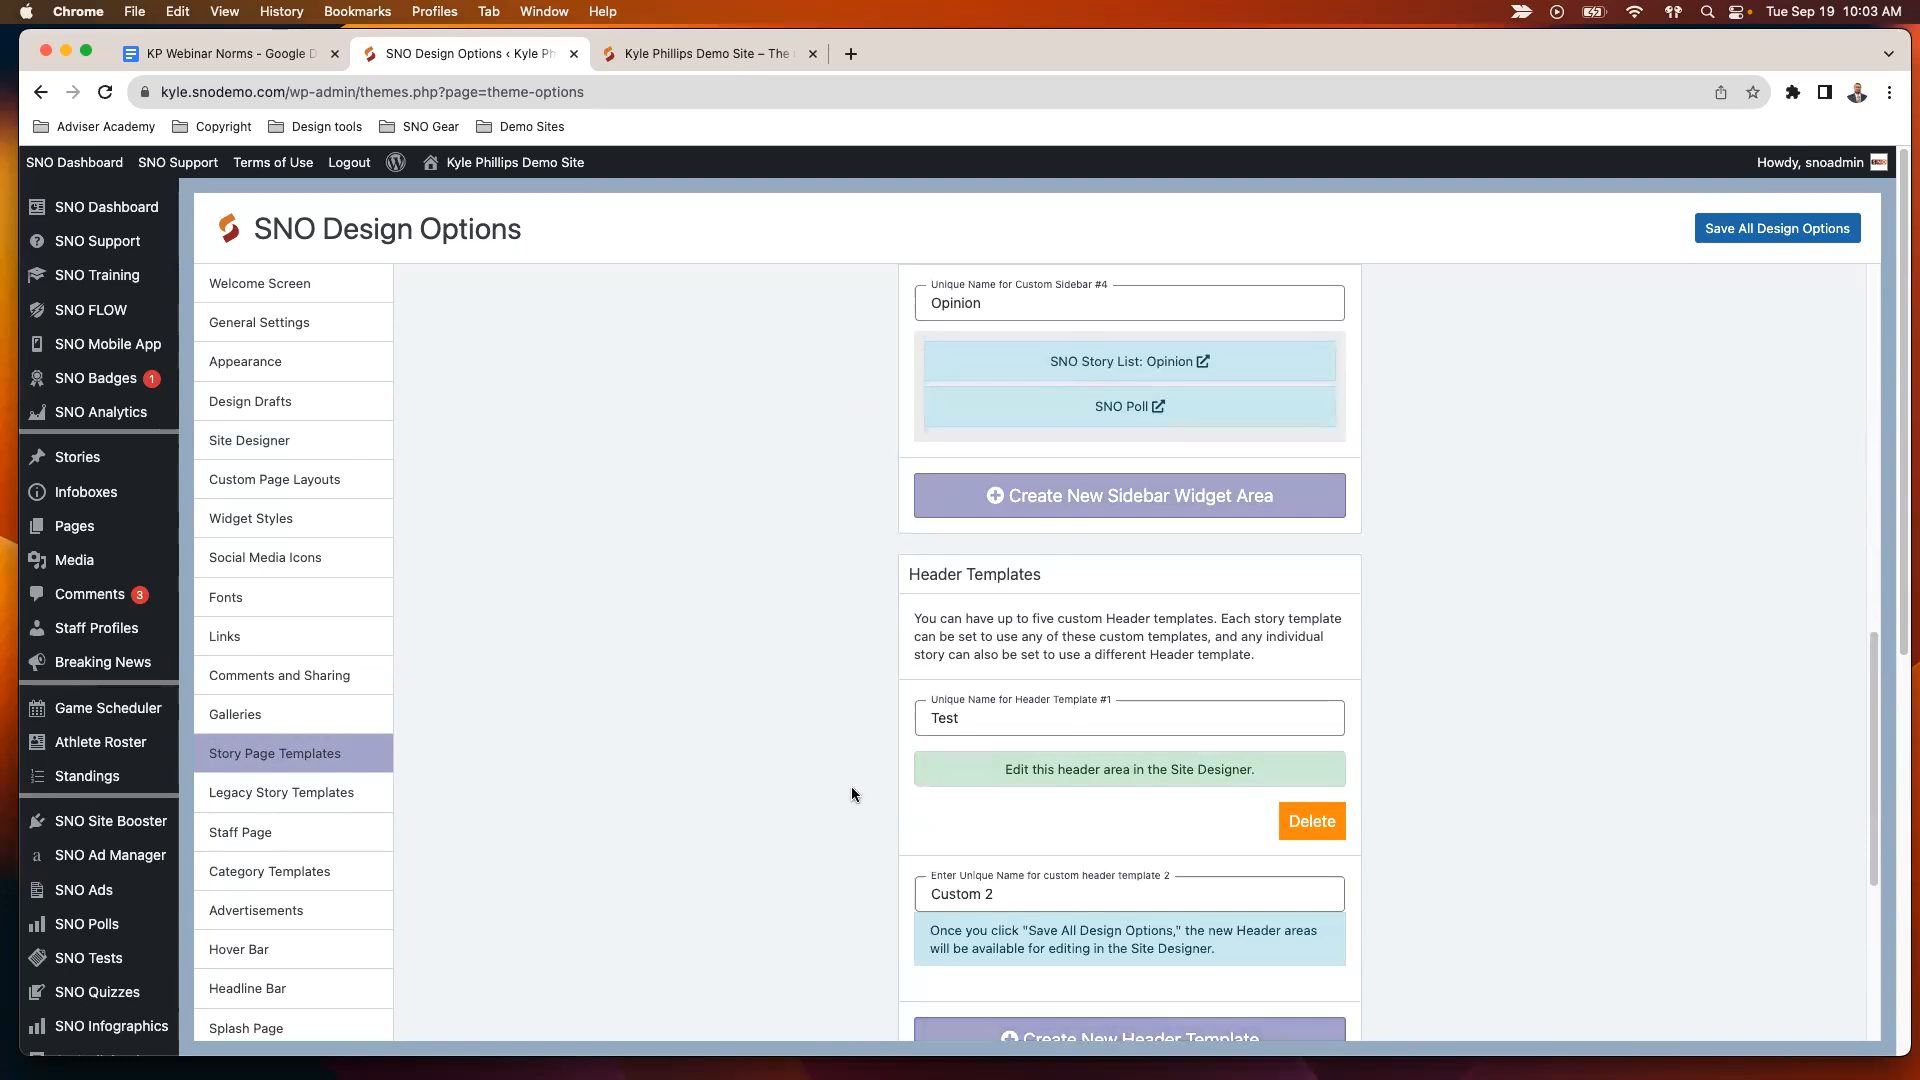 Chrome File Edit View History Bookmarks Profiles Tab Window Help Tue Sep 19 10:03 AM
KP Webinar Norms - Google D SNO Design Options ‹ Kyle Ph Kyle Phillips Demo Site – The
kyle.snodemo.com/wp-admin/themes.php?page=theme-options
Adviser Academy Copyright Design tools SNO Gear Demo Sites
SNO Dashboard SNO Support Terms of Use Logout Kyle Phillips Demo Site Howdy, snoadmin
SNO Dashboard
SNO Support
SNO Training
SNO FLOW
SNO Mobile App
SNO Badges 1
SNO Analytics
Stories
Infoboxes
Pages
Media
Comments 3
Staff Profiles
Breaking News
Game Scheduler
Athlete Roster
Standings
SNO Site Booster
a SNO Ad Manager
SNO Ads
SNO Polls
SNO Tests
SNO Quizzes
SNO Infographics
SNO Design Options
Save All Design Options
Welcome Screen
General Settings
Appearance
Design Drafts
Site Designer
Custom Page Layouts
Widget Styles
Social Media Icons
Fonts
Links
Comments and Sharing
Galleries
Story Page Templates
Legacy Story Templates
Staff Page
Category Templates
Advertisements
Hover Bar
Headline Bar
Splash Page
Unique Name for Custom Sidebar #4
Opinion
SNO Story List: Opinion
SNO Poll
Create New Sidebar Widget Area
Header Templates
You can have up to five custom Header templates. Each story template
can be set to use any of these custom templates, and any individual
story can also be set to use a different Header template.
Unique Name for Header Template #1
Test
Edit this header area in the Site Designer.
Delete
Enter Unique Name for custom header template 2
Custom 2
Once you click "Save All Design Options," the new Header areas
will be available for editing in the Site Designer.
Create New Header Template